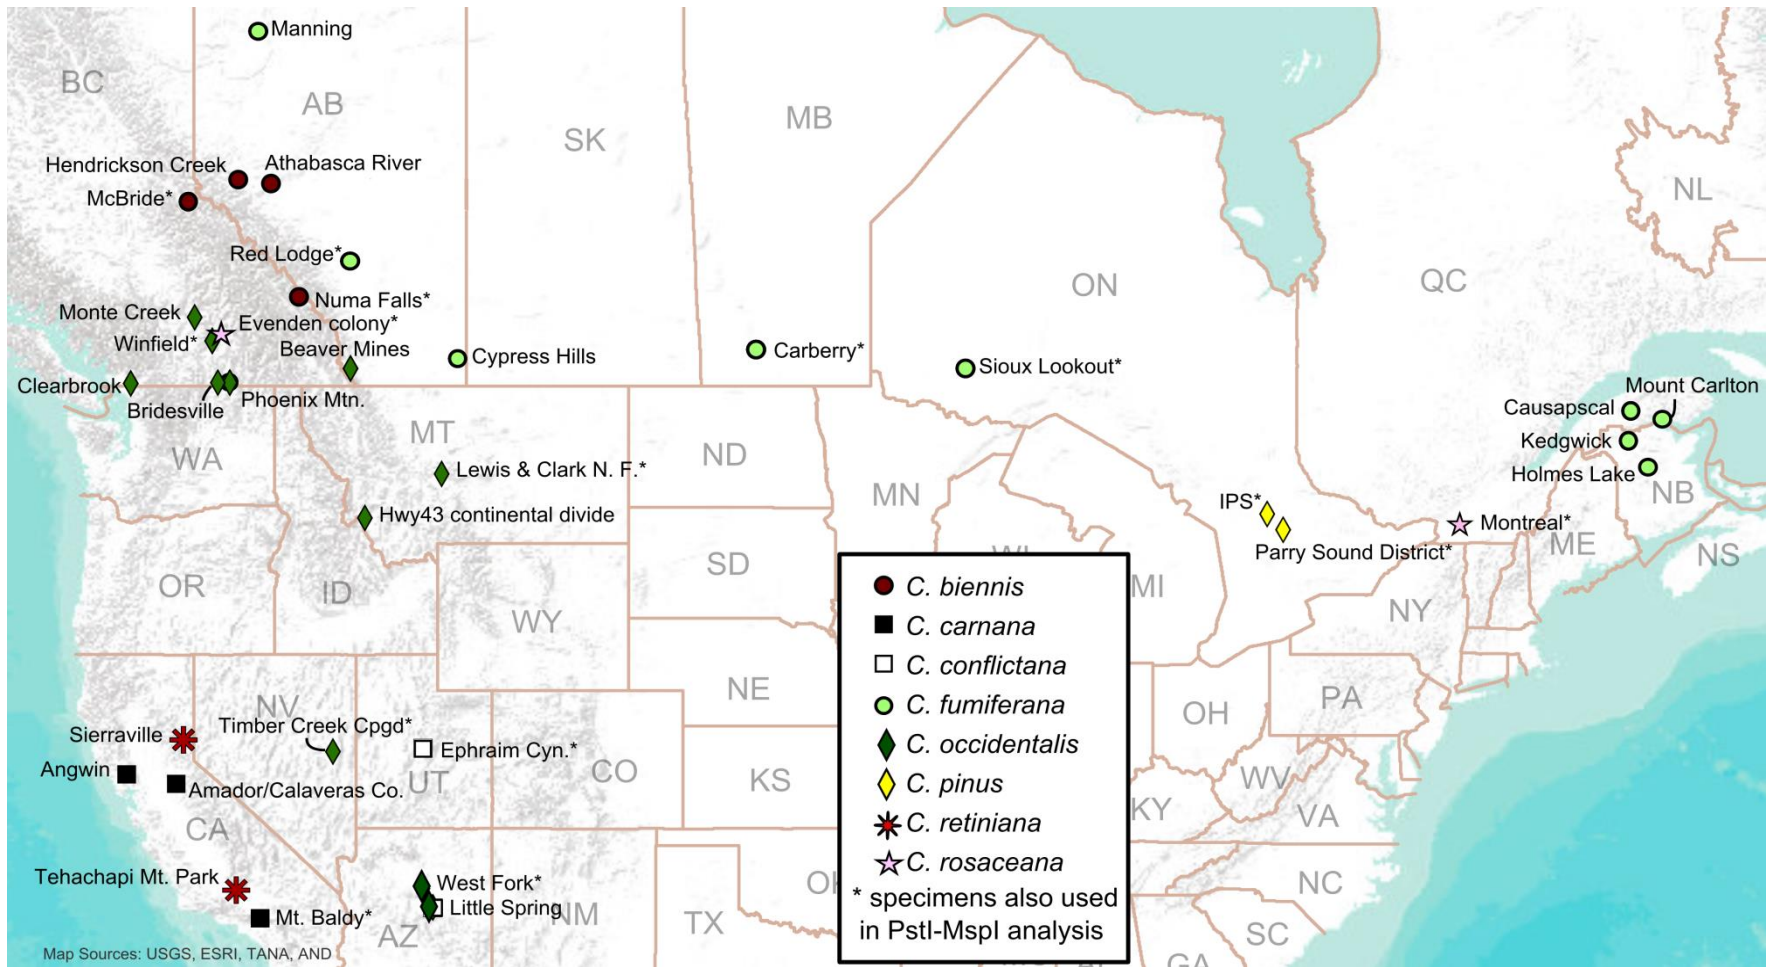 Manning
BC
AB
SK
MB
NL
Hendrickson Creek
Athabasca River
McBride*
Red Lodge*
Numa Falls*
ON
QC
Monte Creek
Evenden colony*
Winfield*
Beaver Mines
Cypress Hills
Carberry*
Sioux Lookout*
Clearbrook
Bridesville
Phoenix Mtn.
Mount Carlton
Causapscal
Kedgwick
Holmes Lake
NB
WA
MT
ND
MN
Lewis & Clark N. F.*
Hwy43 continental divide
IPS*
Parry Sound District*
Montreal*
ME
NS
OR
ID
SD
WY
MI
NY
NV
NE
PA
OH
Sierraville
Timber Creek Cpgd*
Ephraim Cyn.*
Angwin
Amador/Calaveras Co.
UT
CO
KS
WV
KY
VA
CA
Tehachapi Mt. Park
West Fork*
Little Spring
Mt. Baldy*
AZ
NM
TX
NC
SC
GA
C. biennis
C. carnana
C. conflictana
C. fumiferana
C. occidentalis
C. pinus
C. retiniana
C. rosaceana
* specimens also used
in PstI-MspI analysis
Map Sources: USGS, ESRI, TANA, AND